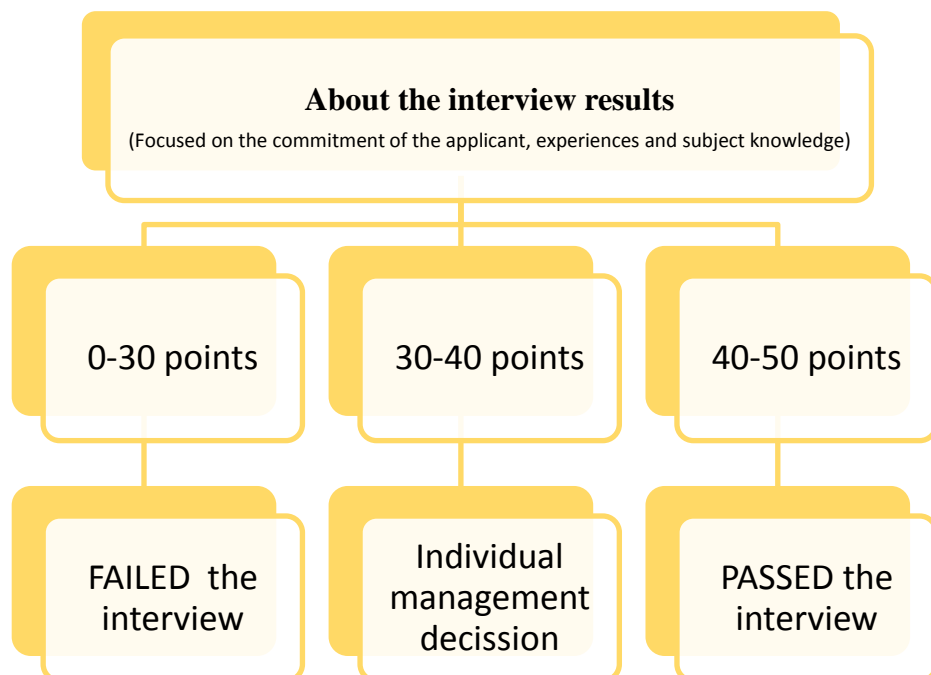 About the interview results
(Focused on the commitment of the applicant, experiences and subject knowledge)
0-30 points
30-40 points
40-50 points
FAILED the
interview
Individual
management
decission
PASSED the
interview